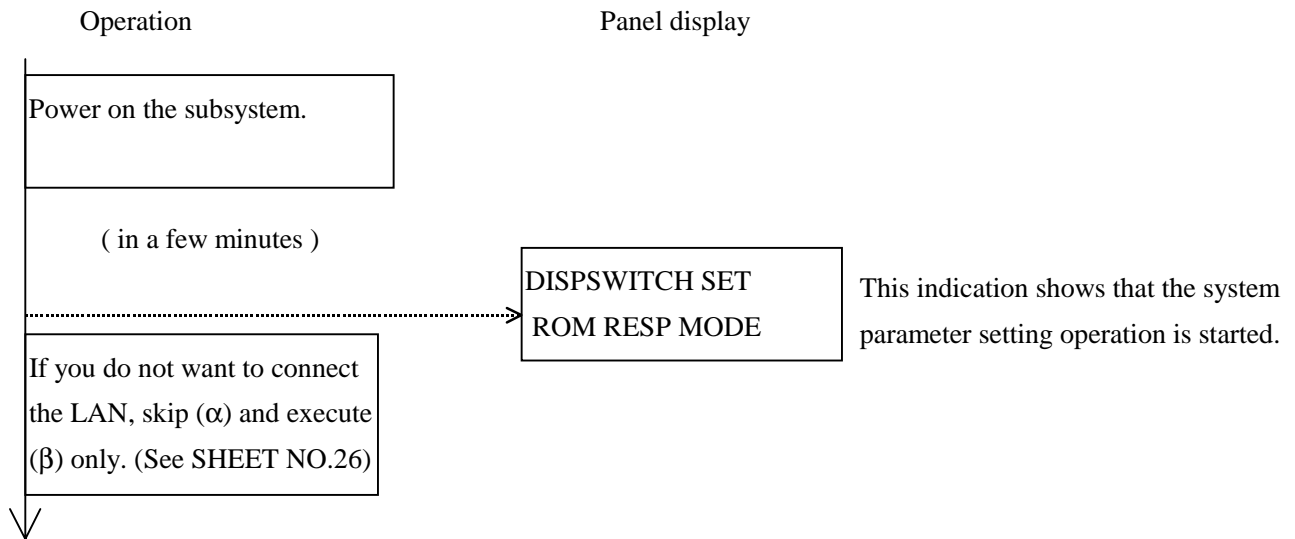 Operation
Panel display
Power on the subsystem.
( in a few minutes )
DISPSWITCH SET
ROM RESP MODE
This indication shows that the system
parameter setting operation is started.
If you do not want to connect
the LAN, skip (α) and execute
(β) only. (See SHEET NO.26)